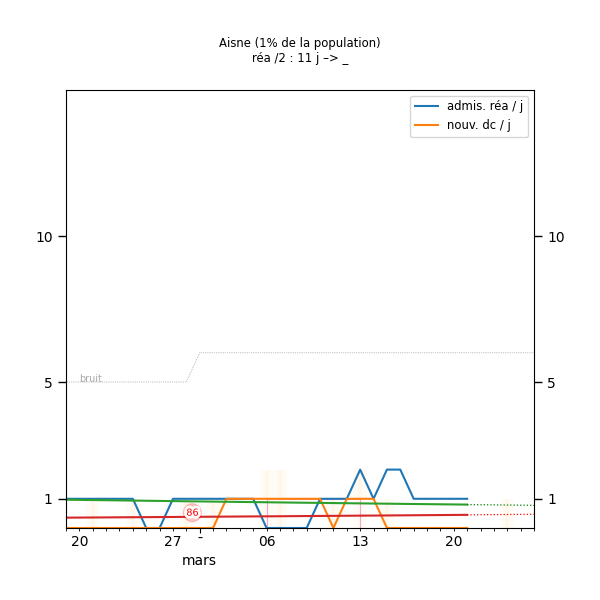 Aisne (1% de la population)
réa /2 : 11 j –> _
admis. réa / j
nouv. dc / j
10
10
5
5
bruit
1
1
86
20
27
-
06
13
20
mars